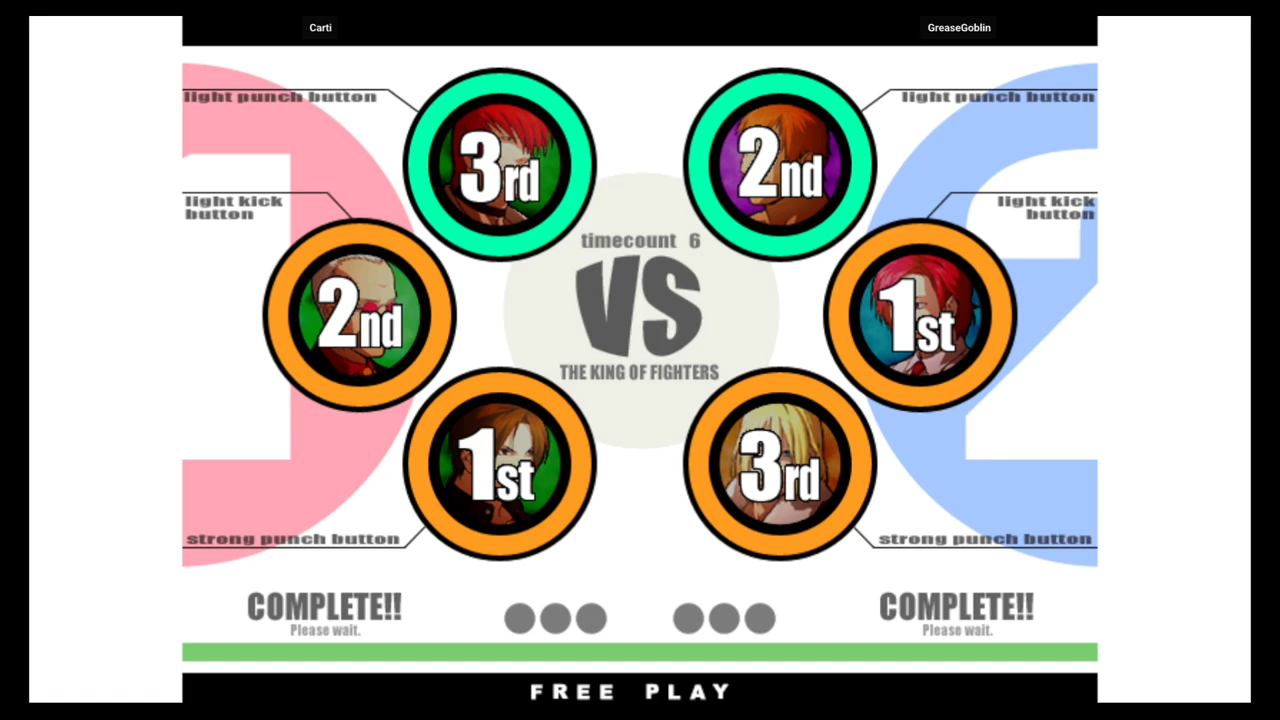 Carti
GreaseGoblin
light punch button
light punch button
3rd
2nd
light kick
button
light kick
button
timecount 6
VS
THE KING OF FIGHTERS
2nd
1st
1st
3rd
strong punch button
strong punch button
COMPLETE!!
Please wait.
COMPLETE!!
Please wait.
FREE PLAY
1
2